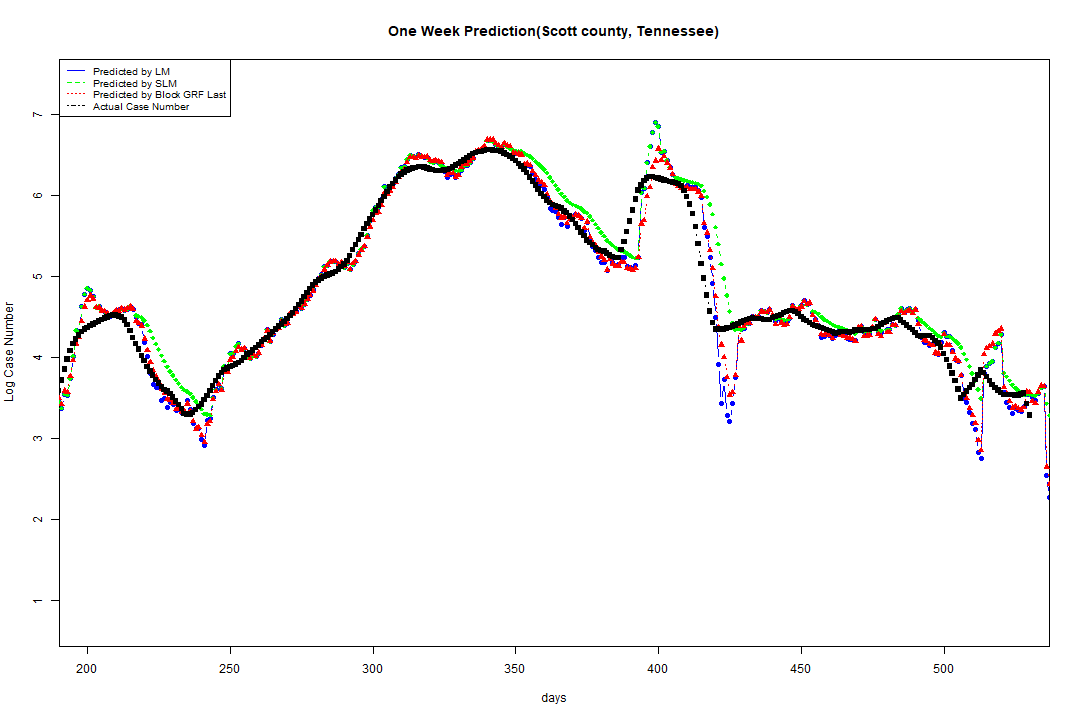 One Week Prediction(Scott county, Tennessee)
Predicted by LM
Predicted by SLM
Predicted by Block GRF Last
Actual Case Number
7
6
5
4
3
2
1
Log Case Number
200 250 300 350 400 450 500
days